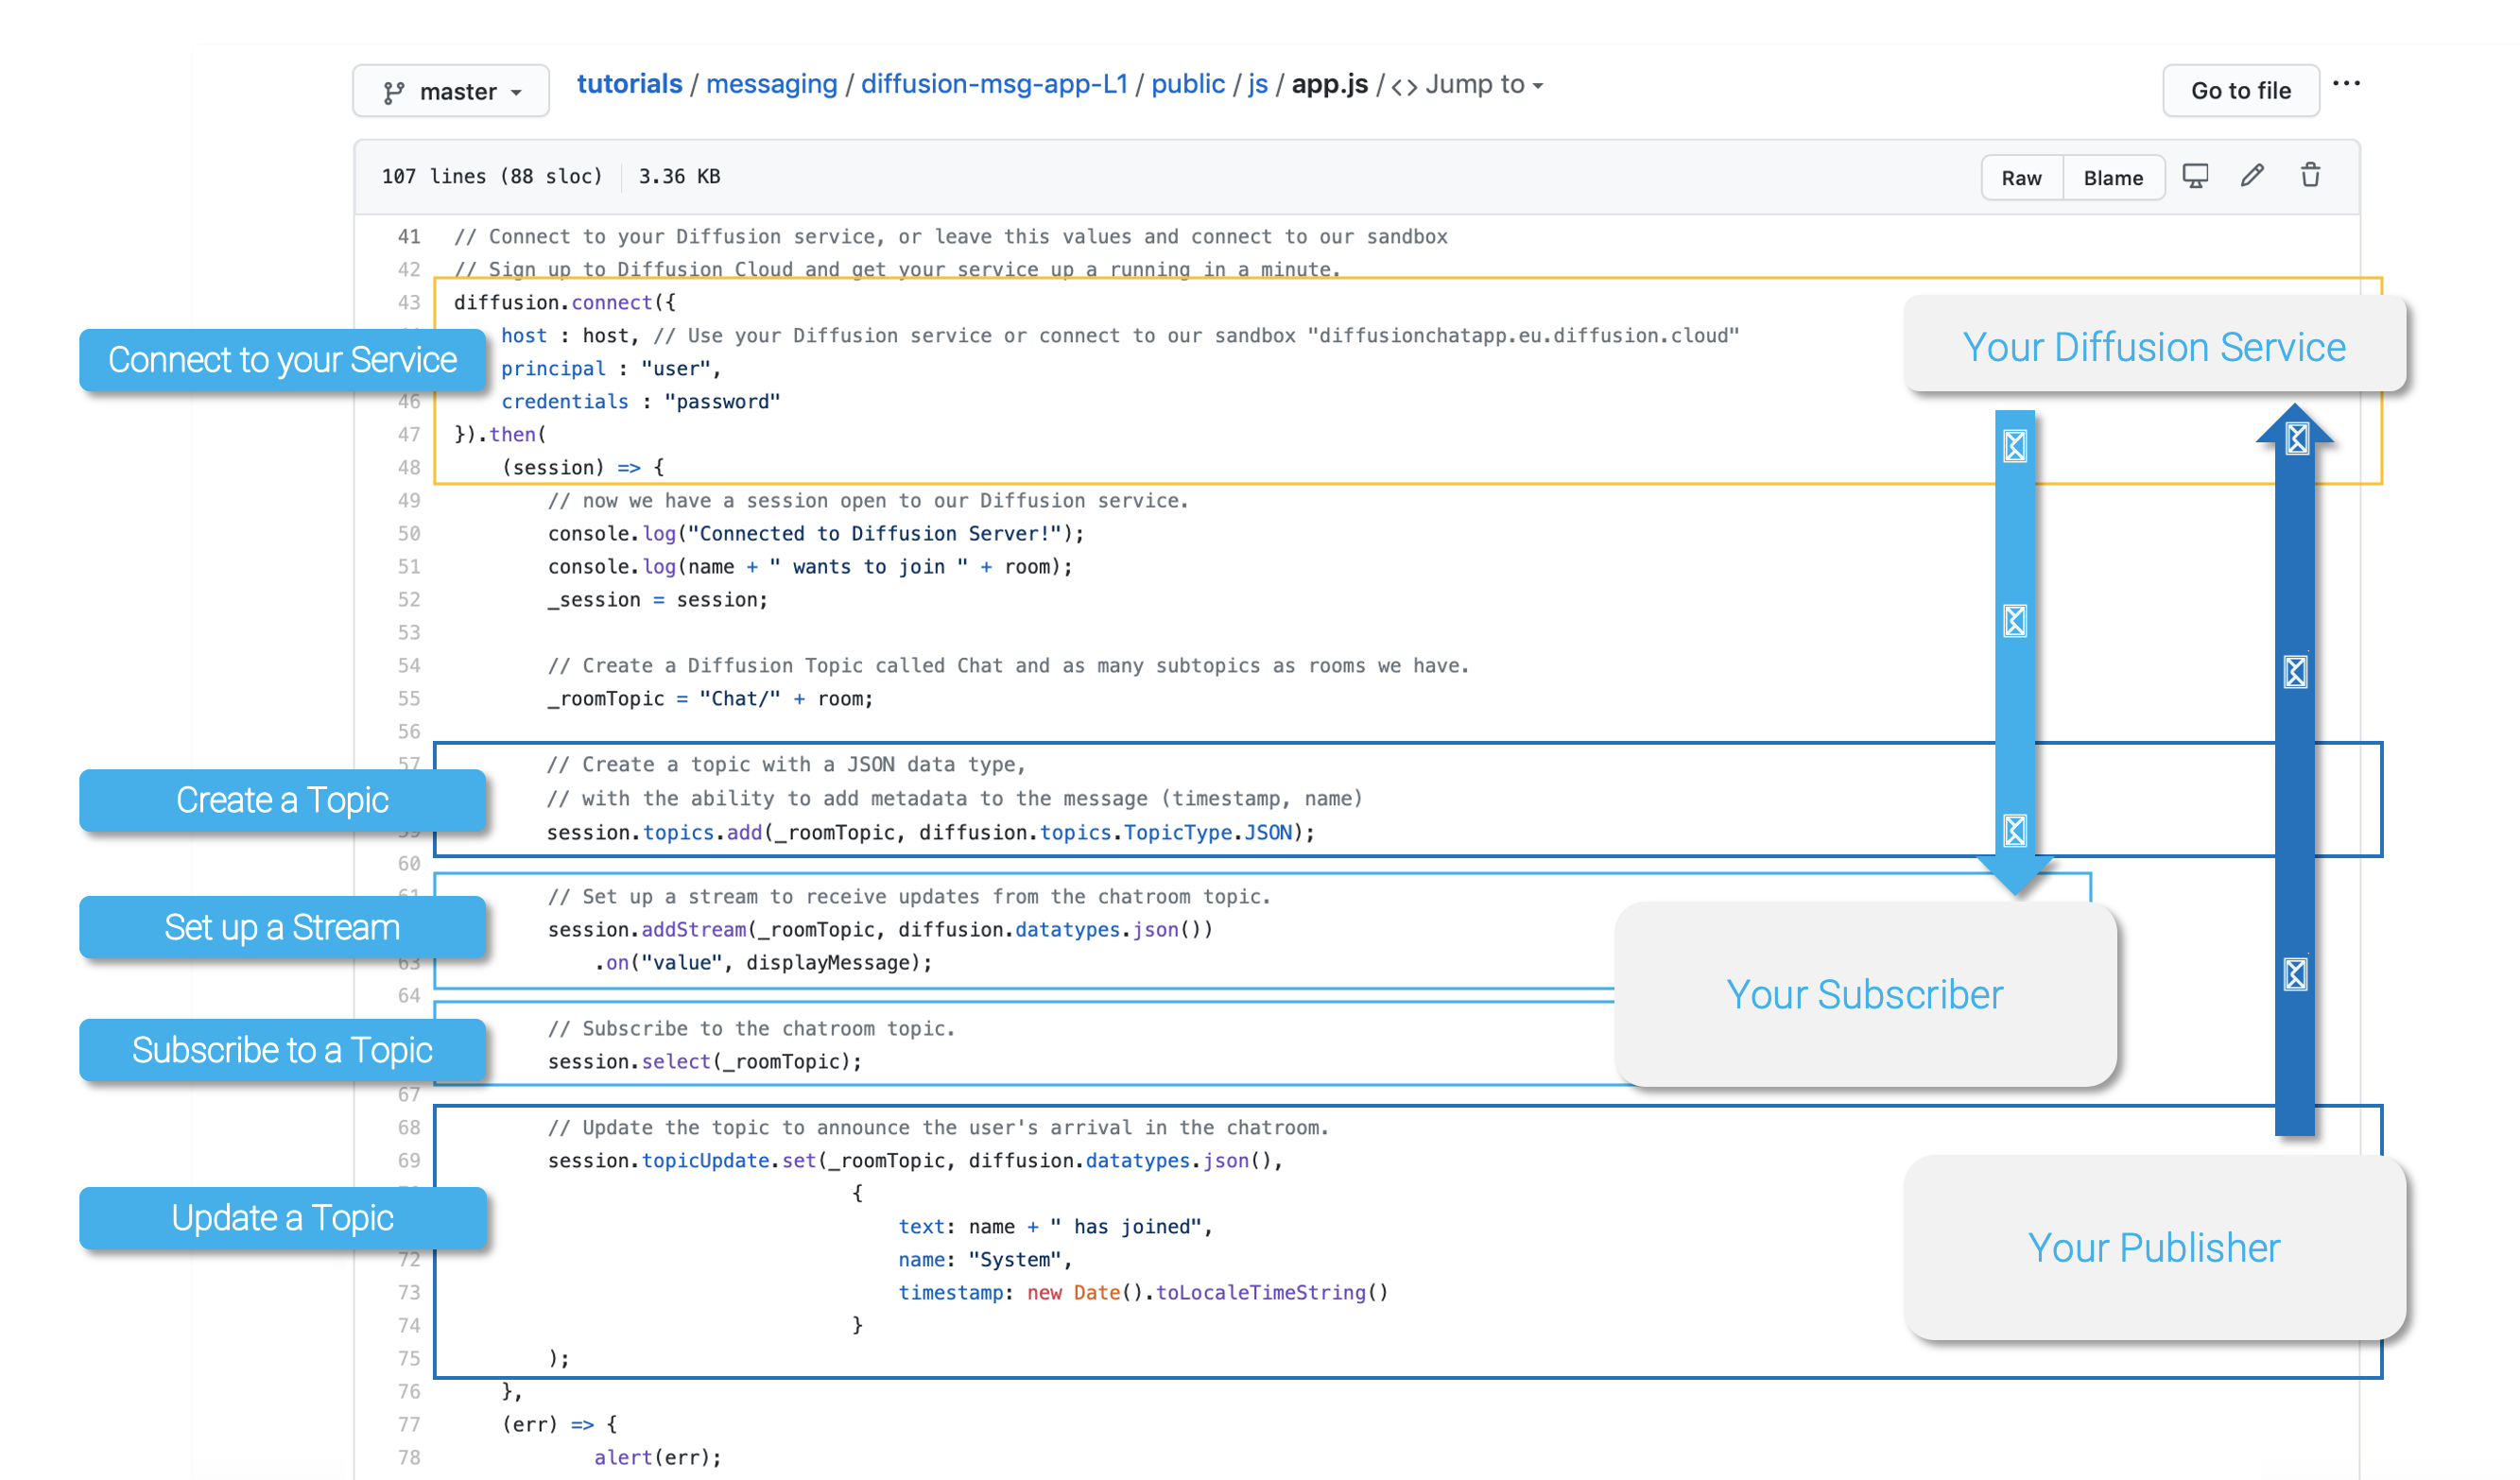 master
tutorials / messaging / diffusion-msg-app-L1 / public / js / app.js / <> Jump to
Go to file
107 lines (88 sloc) 3.36 KB
Raw Blame
41 // Connect to your Diffusion service, or leave this values and connect to our sandbox
42 // Sign up to Diffusion Cloud and get your service up a running in a minute.
43 diffusion.connect({
host : host, // Use your Diffusion service or connect to our sandbox "diffusionchatapp.eu.diffusion.cloud"
Your Diffusion Service
Connect to your Service
principal : "user",
46 credentials : "password"
47 }).then(
48 (session) => {
49 // now we have a session open to our Diffusion service.
50 console.log("Connected to Diffusion Server!");
51 console.log(name + " wants to join " + room);
52 _session = session;
53
54 // Create a Diffusion Topic called Chat and as many subtopics as rooms we have.
55 _roomTopic = "Chat/" + room;
56
57 // Create a topic with a JSON data type,
Create a Topic
// with the ability to add metadata to the message (timestamp, name)
59 session.topics.add(_roomTopic, diffusion.topics.TopicType.JSON);
60
61 // Set up a stream to receive updates from the chatroom topic.
Set up a Stream
session.addStream(_roomTopic, diffusion.datatypes.json())
63 .on("value", displayMessage);
64
Your Subscriber
// Subscribe to the chatroom topic.
Subscribe to a Topic
session.select(_roomTopic);
67
68 // Update the topic to announce the user's arrival in the chatroom.
69 session.topicUpdate.set(_roomTopic, diffusion.datatypes.json(),
{
Update a Topic
text: name + " has joined",
72 name: "System",
Your Publisher
73 timestamp: new Date().toLocaleTimeString()
74 }
75 );
76 },
77 (err) => {
78 alert(err);